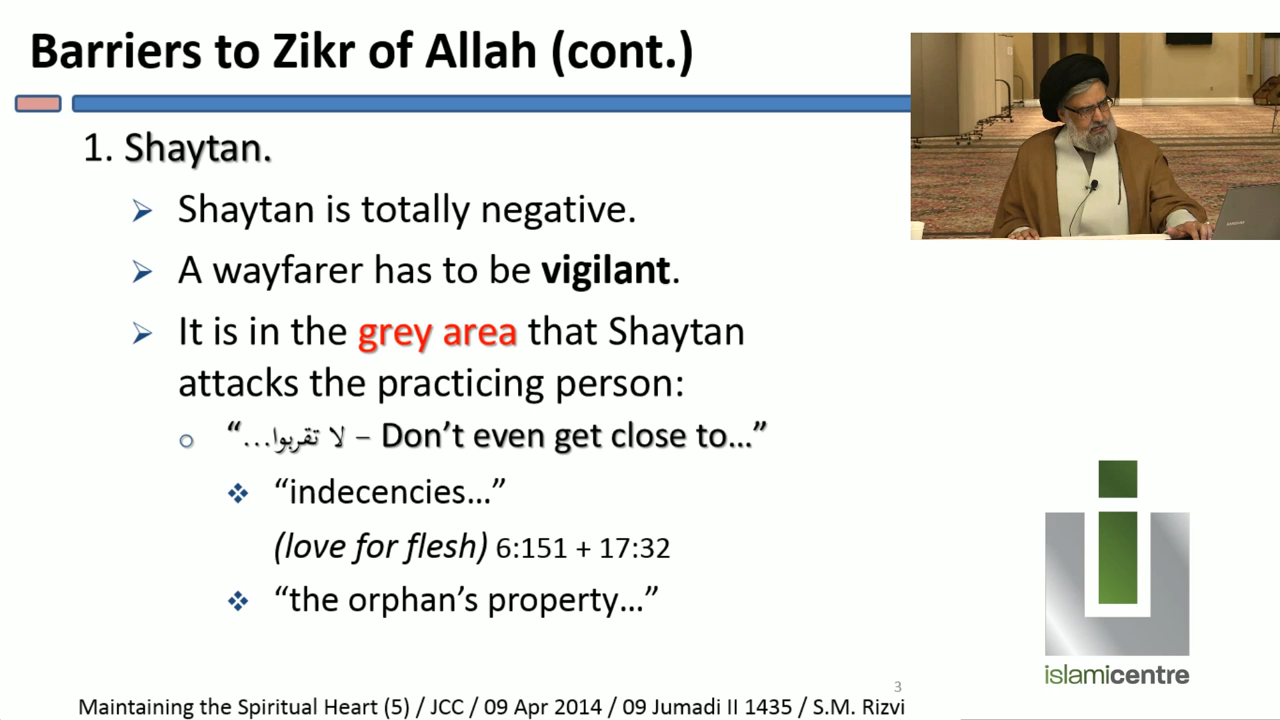 Barriers to Zikr of Allah (cont.)
1. Shaytan.
➢ Shaytan is totally negative.
➢ A wayfarer has to be vigilant.
➢ It is in the grey area that Shaytan
attacks the practicing person:
○ “لا تقربوا... – Don’t even get close to...”
❖ “indecencies...”
(love for flesh) 6:151 + 17:32
❖ “the orphan’s property...”
SAMSUNG
islamicentre
3
Maintaining the Spiritual Heart (5) / JCC / 09 Apr 2014 / 09 Jumadi II 1435 / S.M. Rizvi